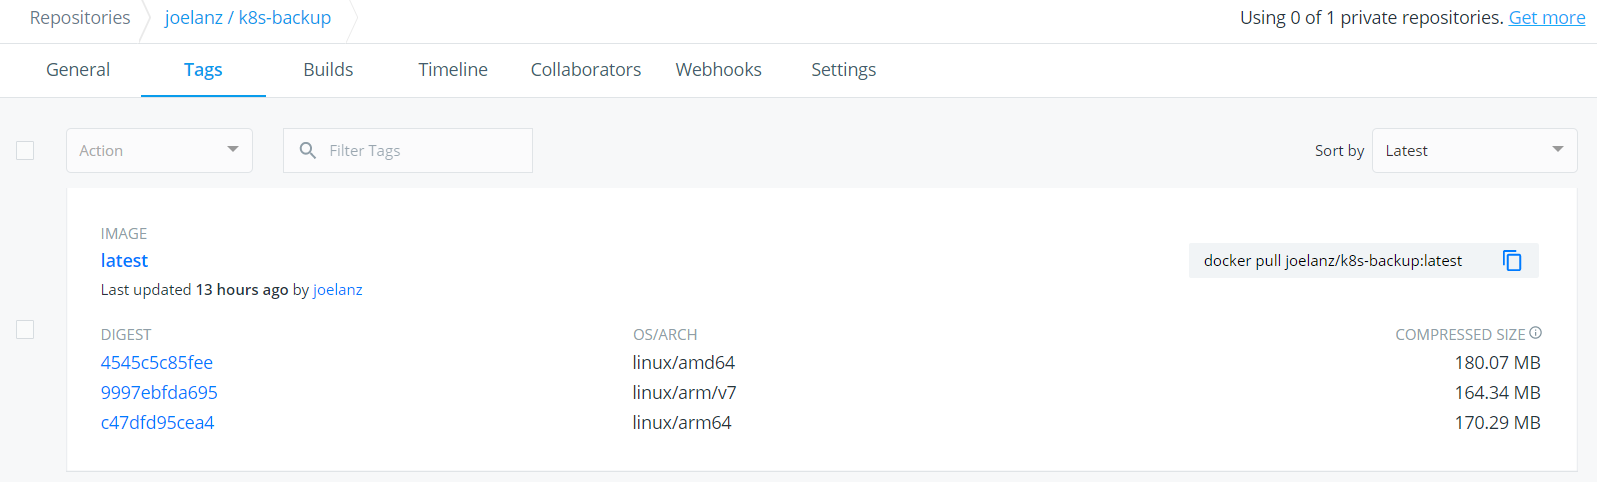 Repositories joelanz / k8s-backup Using 0 of 1 private repositories. Get more
General Tags Builds Timeline Collaborators Webhooks Settings
Action Filter Tags Sort by Latest
IMAGE
latest
docker pull joelanz/k8s-backup:latest
Last updated 13 hours ago by joelanz
DIGEST OS/ARCH COMPRESSED SIZE
4545c5c85fee linux/amd64 180.07 MB
9997ebfda695 linux/arm/v7 164.34 MB
c47dfd95cea4 linux/arm64 170.29 MB